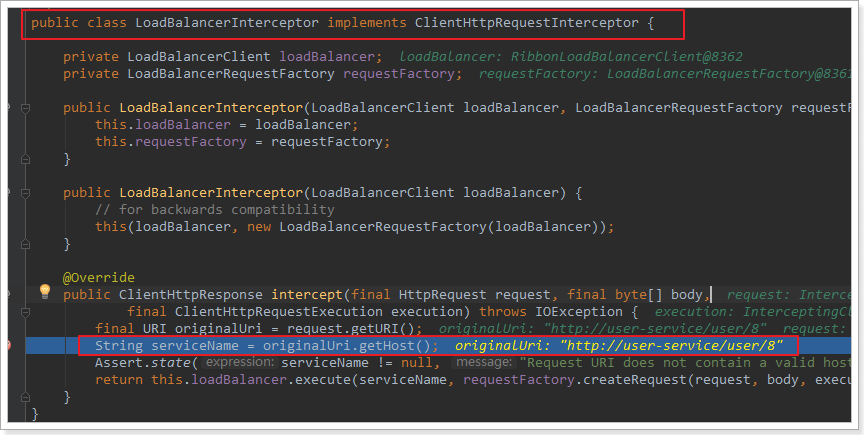 public class LoadBalancerInterceptor implements ClientHttpRequestInterceptor {
private LoadBalancerClient loadBalancer; loadBalancer: RibbonLoadBalancerClient@8362
private LoadBalancerRequestFactory requestFactory; requestFactory: LoadBalancerRequestFactory@8361
public LoadBalancerInterceptor(LoadBalancerClient loadBalancer, LoadBalancerRequestFactory requestF
this.loadBalancer = loadBalancer;
this.requestFactory = requestFactory;
}
public LoadBalancerInterceptor(LoadBalancerClient loadBalancer) {
// for backwards compatibility
this(loadBalancer, new LoadBalancerRequestFactory(loadBalancer));
}
@Override
public ClientHttpResponse intercept(final HttpRequest request, final byte[] body, request: Interce
final ClientHttpRequestExecution execution) throws IOException { execution: InterceptingCl
final URI originalUri = request.getURI(); originalUri: "http://user-service/user/8" request:
String serviceName = originalUri.getHost(); originalUri: "http://user-service/user/8"
Assert.state( expression: serviceName != null, message: "Request URI does not contain a valid host
return this.loadBalancer.execute(serviceName, requestFactory.createRequest(request, body, execu
}
}